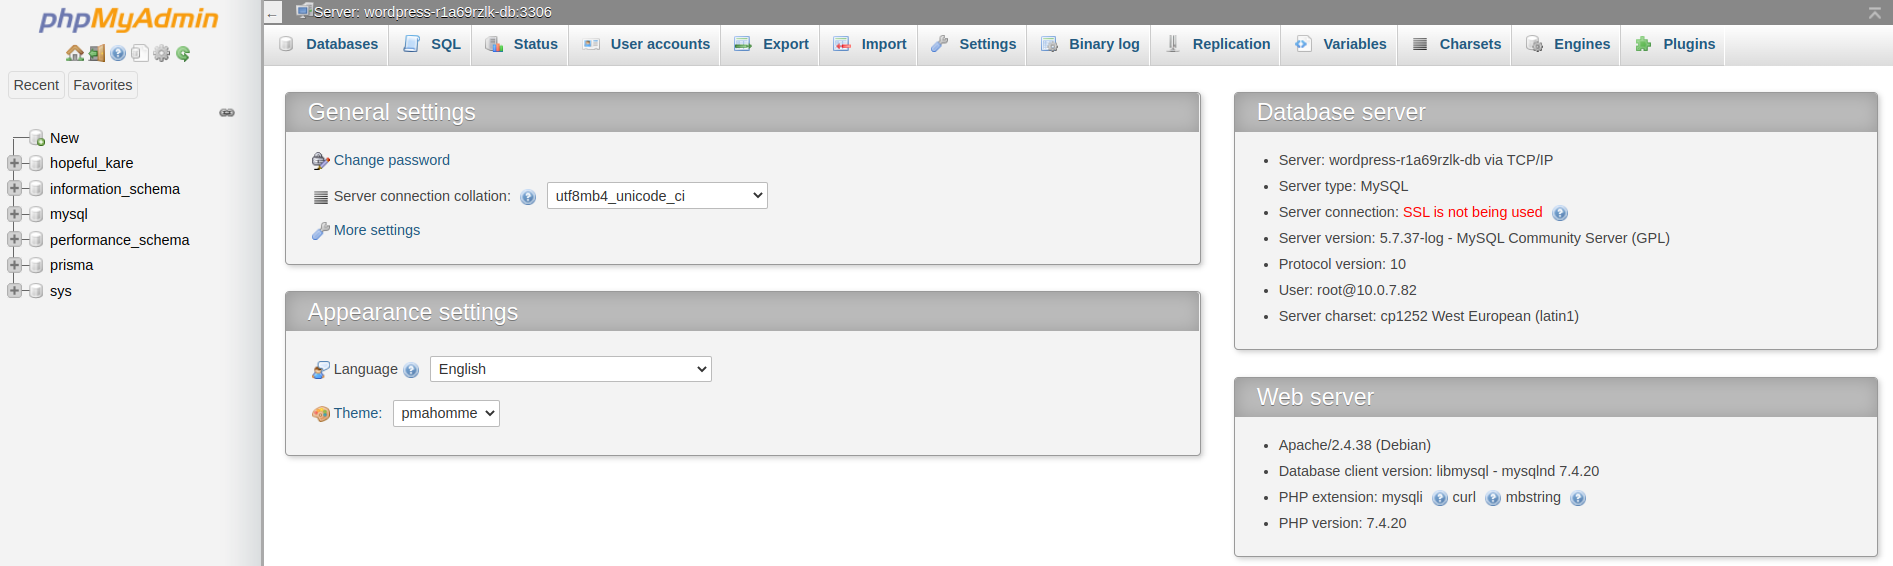 phpMyAdmin
Recent Favorites
New
hopeful_kare
information_schema
mysql
performance_schema
prisma
sys
Server: wordpress-r1a69rzlk-db:3306
Databases SQL Status User accounts Export Import Settings Binary log Replication Variables Charsets Engines Plugins
General settings
Change password
Server connection collation: utf8mb4_unicode_ci
More settings
Appearance settings
Language English
Theme: pmahomme
Database server
Server: wordpress-r1a69rzlk-db via TCP/IP
Server type: MySQL
Server connection: SSL is not being used
Server version: 5.7.37-log - MySQL Community Server (GPL)
Protocol version: 10
User: root@10.0.7.82
Server charset: cp1252 West European (latin1)
Web server
Apache/2.4.38 (Debian)
Database client version: libmysql - mysqlnd 7.4.20
PHP extension: mysqli curl mbstring
PHP version: 7.4.20